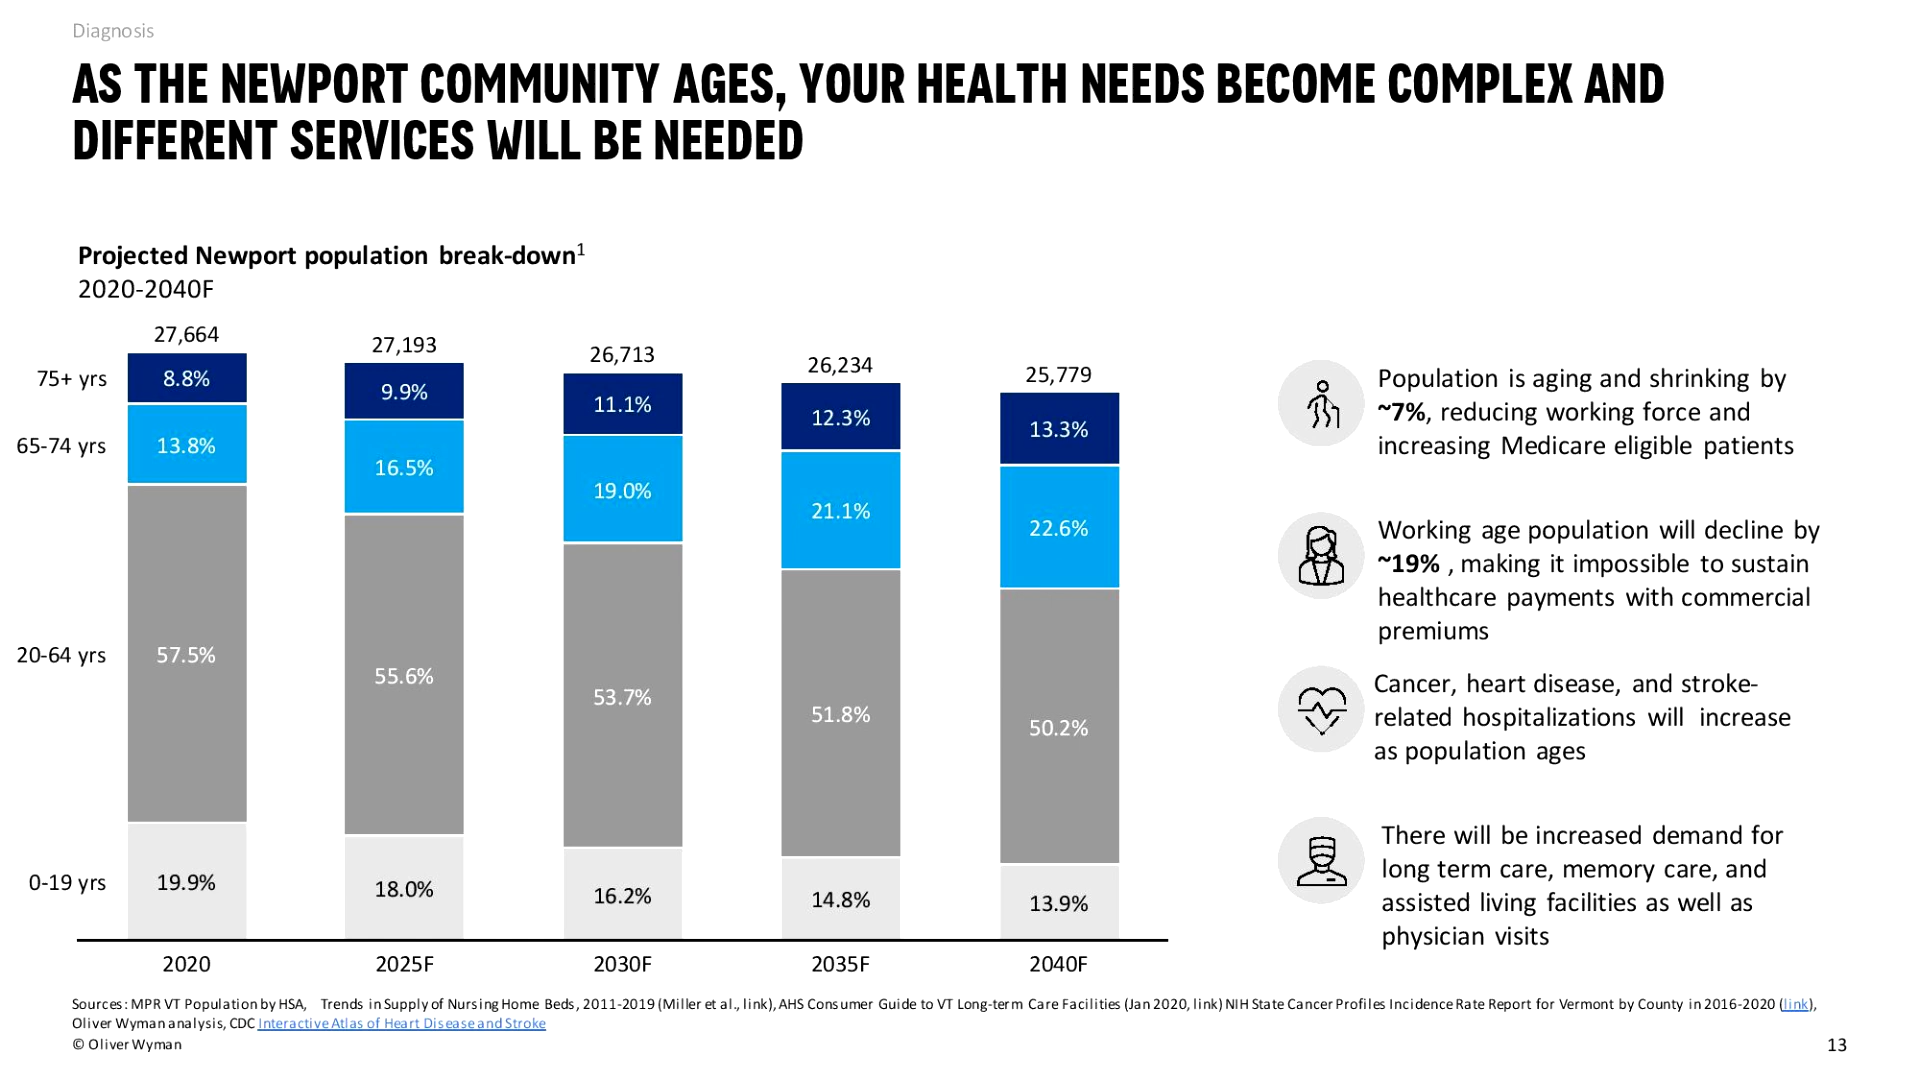 Diagnosis
AS THE NEWPORT COMMUNITY AGES, YOUR HEALTH NEEDS BECOME COMPLEX AND
DIFFERENT SERVICES WILL BE NEEDED
Projected Newport population break-down¹
2020-2040F
27,664
27,193
26,713
26,234
25,779
75+ yrs
8.8%
9.9%
11.1%
12.3%
13.3%
65-74 yrs
13.8%
16.5%
19.0%
21.1%
22.6%
20-64 yrs
57.5%
55.6%
53.7%
51.8%
50.2%
0-19 yrs
19.9%
18.0%
16.2%
14.8%
13.9%
2020
2025F
2030F
2035F
2040F
Population is aging and shrinking by
~7%, reducing working force and
increasing Medicare eligible patients
Working age population will decline by
~19% , making it impossible to sustain
healthcare payments with commercial
premiums
Cancer, heart disease, and stroke-
related hospitalizations will increase
as population ages
There will be increased demand for
long term care, memory care, and
assisted living facilities as well as
physician visits
Sources: MPR VT Population by HSA, Trends in Supply of Nursing Home Beds, 2011-2019 (Miller et al., link), AHS Consumer Guide to VT Long-term Care Facilities (Jan 2020, link) NIH State Cancer Profiles Incidence Rate Report for Vermont by County in 2016-2020 (link),
Oliver Wyman analysis, CDC Interactive Atlas of Heart Disease and Stroke
© Oliver Wyman
13